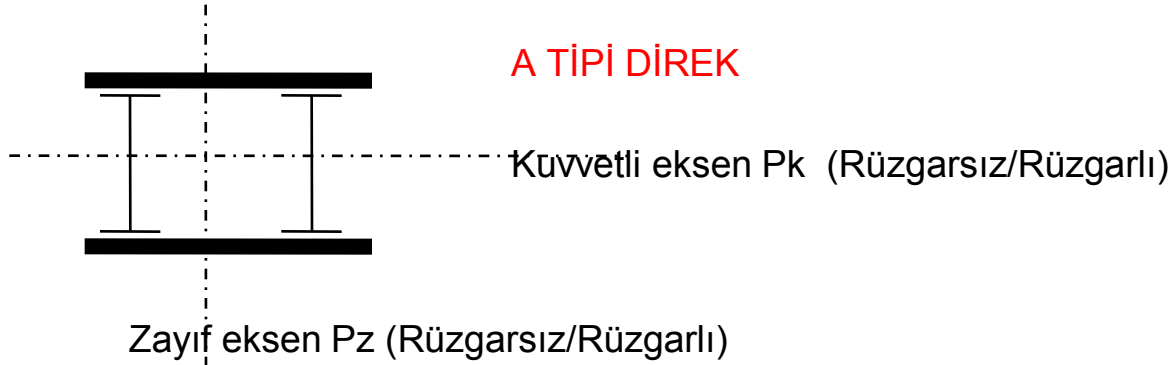 A TİPİ DİREK
Kuvvetli eksen Pk (Rüzgarsız/Rüzgarlı)
Zayıf eksen Pz (Rüzgarsız/Rüzgarlı)